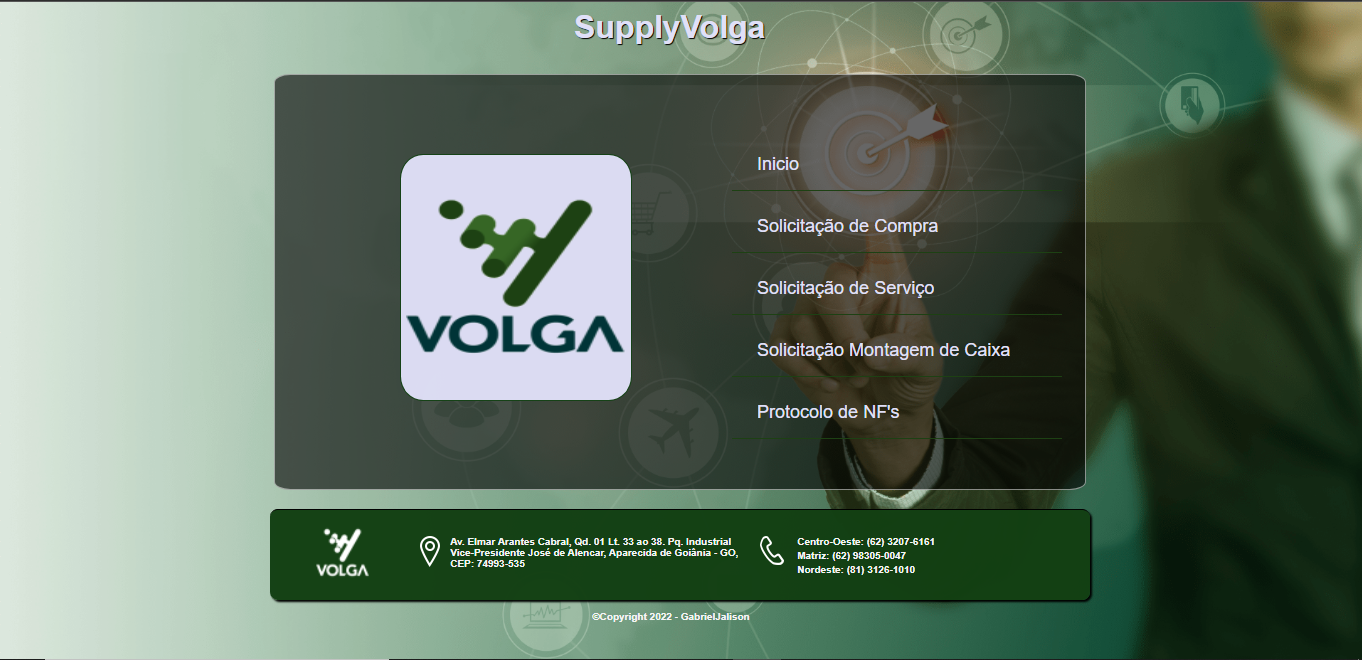 SupplyVolga
VOLGA
Inicio
Solicitação de Compra
Solicitação de Serviço
Solicitação Montagem de Caixa
Protocolo de NF's
VOLGA
Av. Elmar Arantes Cabral, Qd. 01 Lt. 33 ao 38. Pq. Industrial
Vice-Presidente José de Alencar, Aparecida de Goiânia - GO,
CEP: 74993-535
Centro-Oeste: (62) 3207-6161
Matriz: (62) 98305-0047
Nordeste: (81) 3126-1010
©Copyright 2022 - GabrielJalison